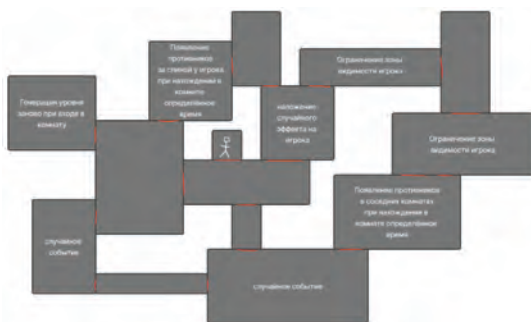 Появление
противников
за спиной у игрока
при нахождении в
комнате
определённое
время
Ограничение зоны
видимости игрока
Генерация уровня
заново при входе в
комнату
наложение
случайного
эффекта на
игрока
Ограничение зоны
видимости игрока
Появление противников
в соседних комнатах
при нахождении в
комнате определённое
время
случайное
событие
случайное событие